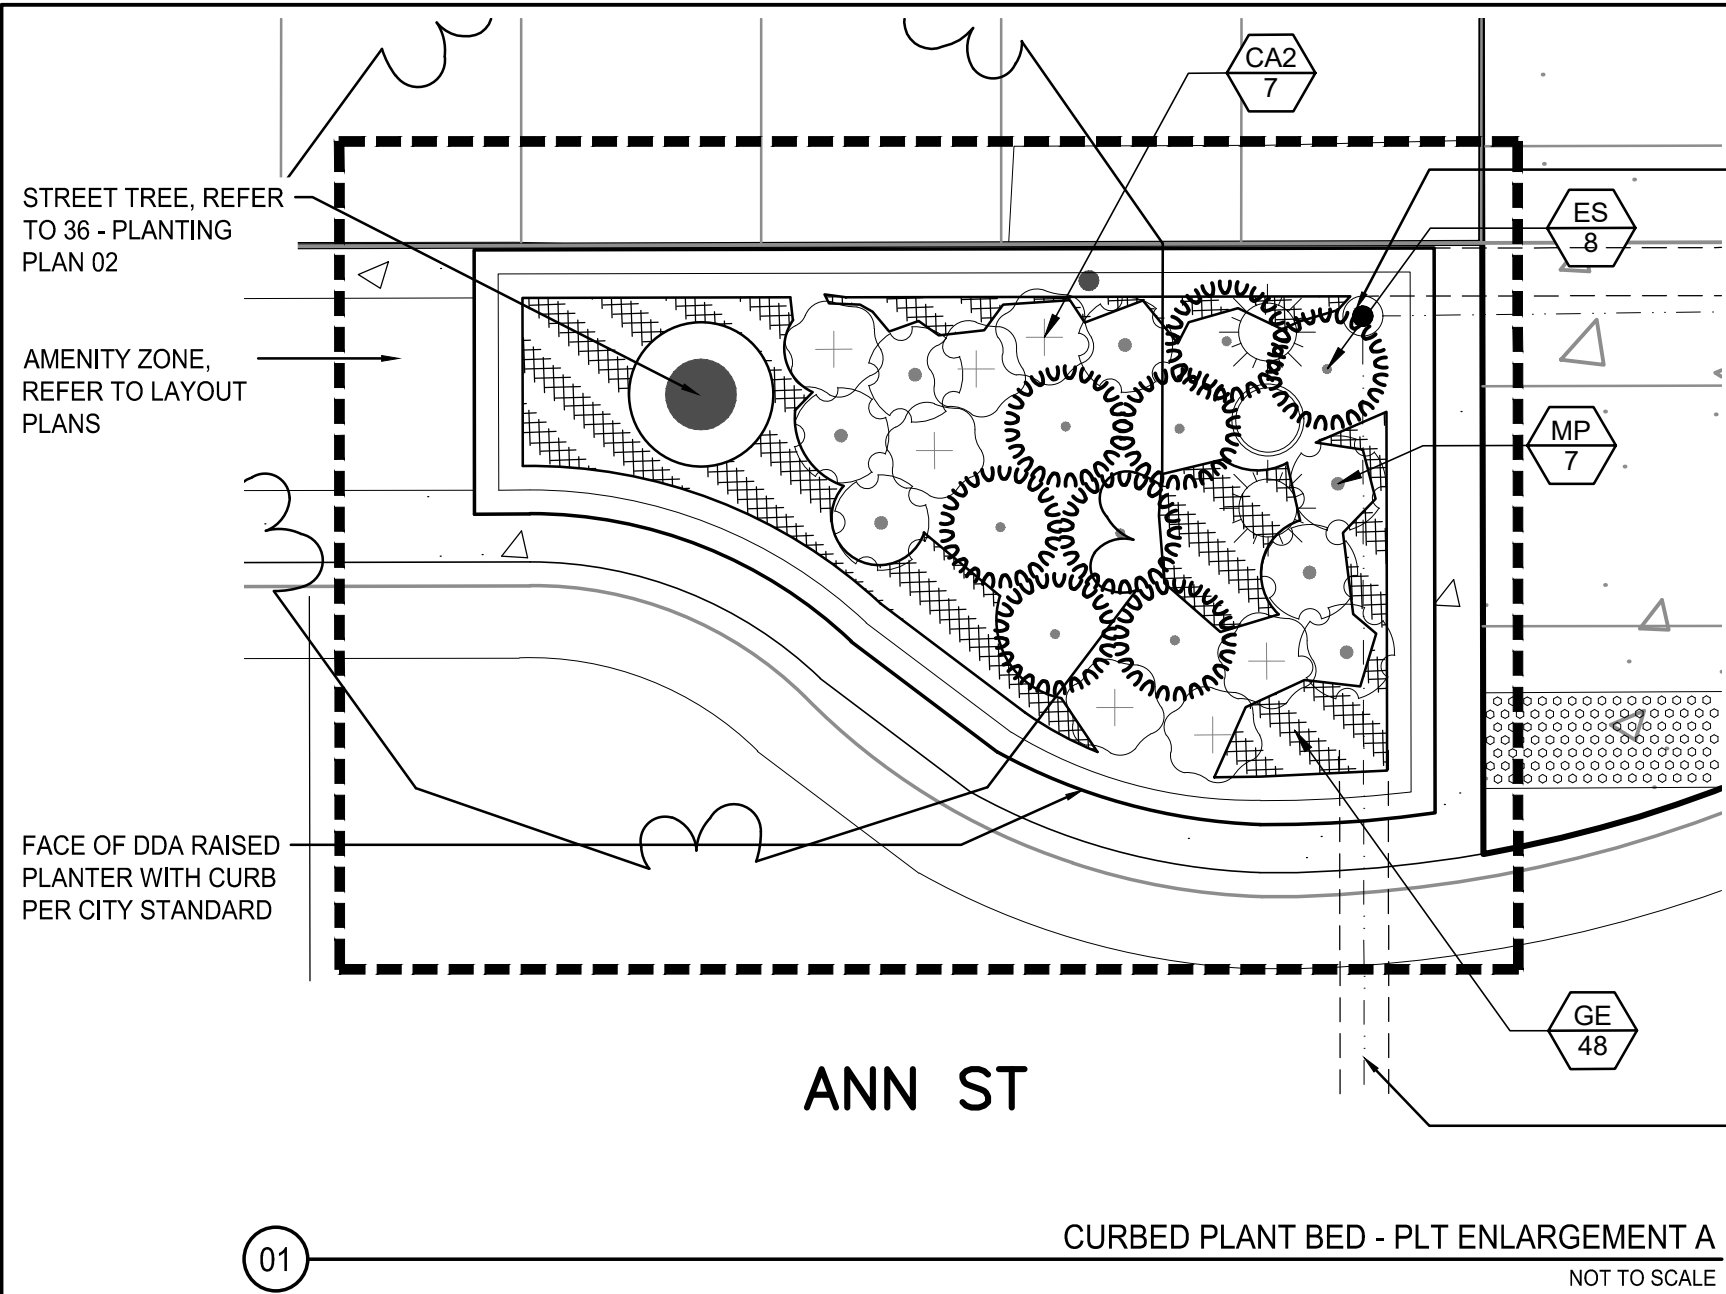 CA2
7
STREET TREE, REFER
TO 36 - PLANTING
PLAN 02
ES
8
AMENITY ZONE,
REFER TO LAYOUT
PLANS
MP
7
FACE OF DDA RAISED
PLANTER WITH CURB
PER CITY STANDARD
GE
48
ANN ST
01
CURBED PLANT BED - PLT ENLARGEMENT A
NOT TO SCALE